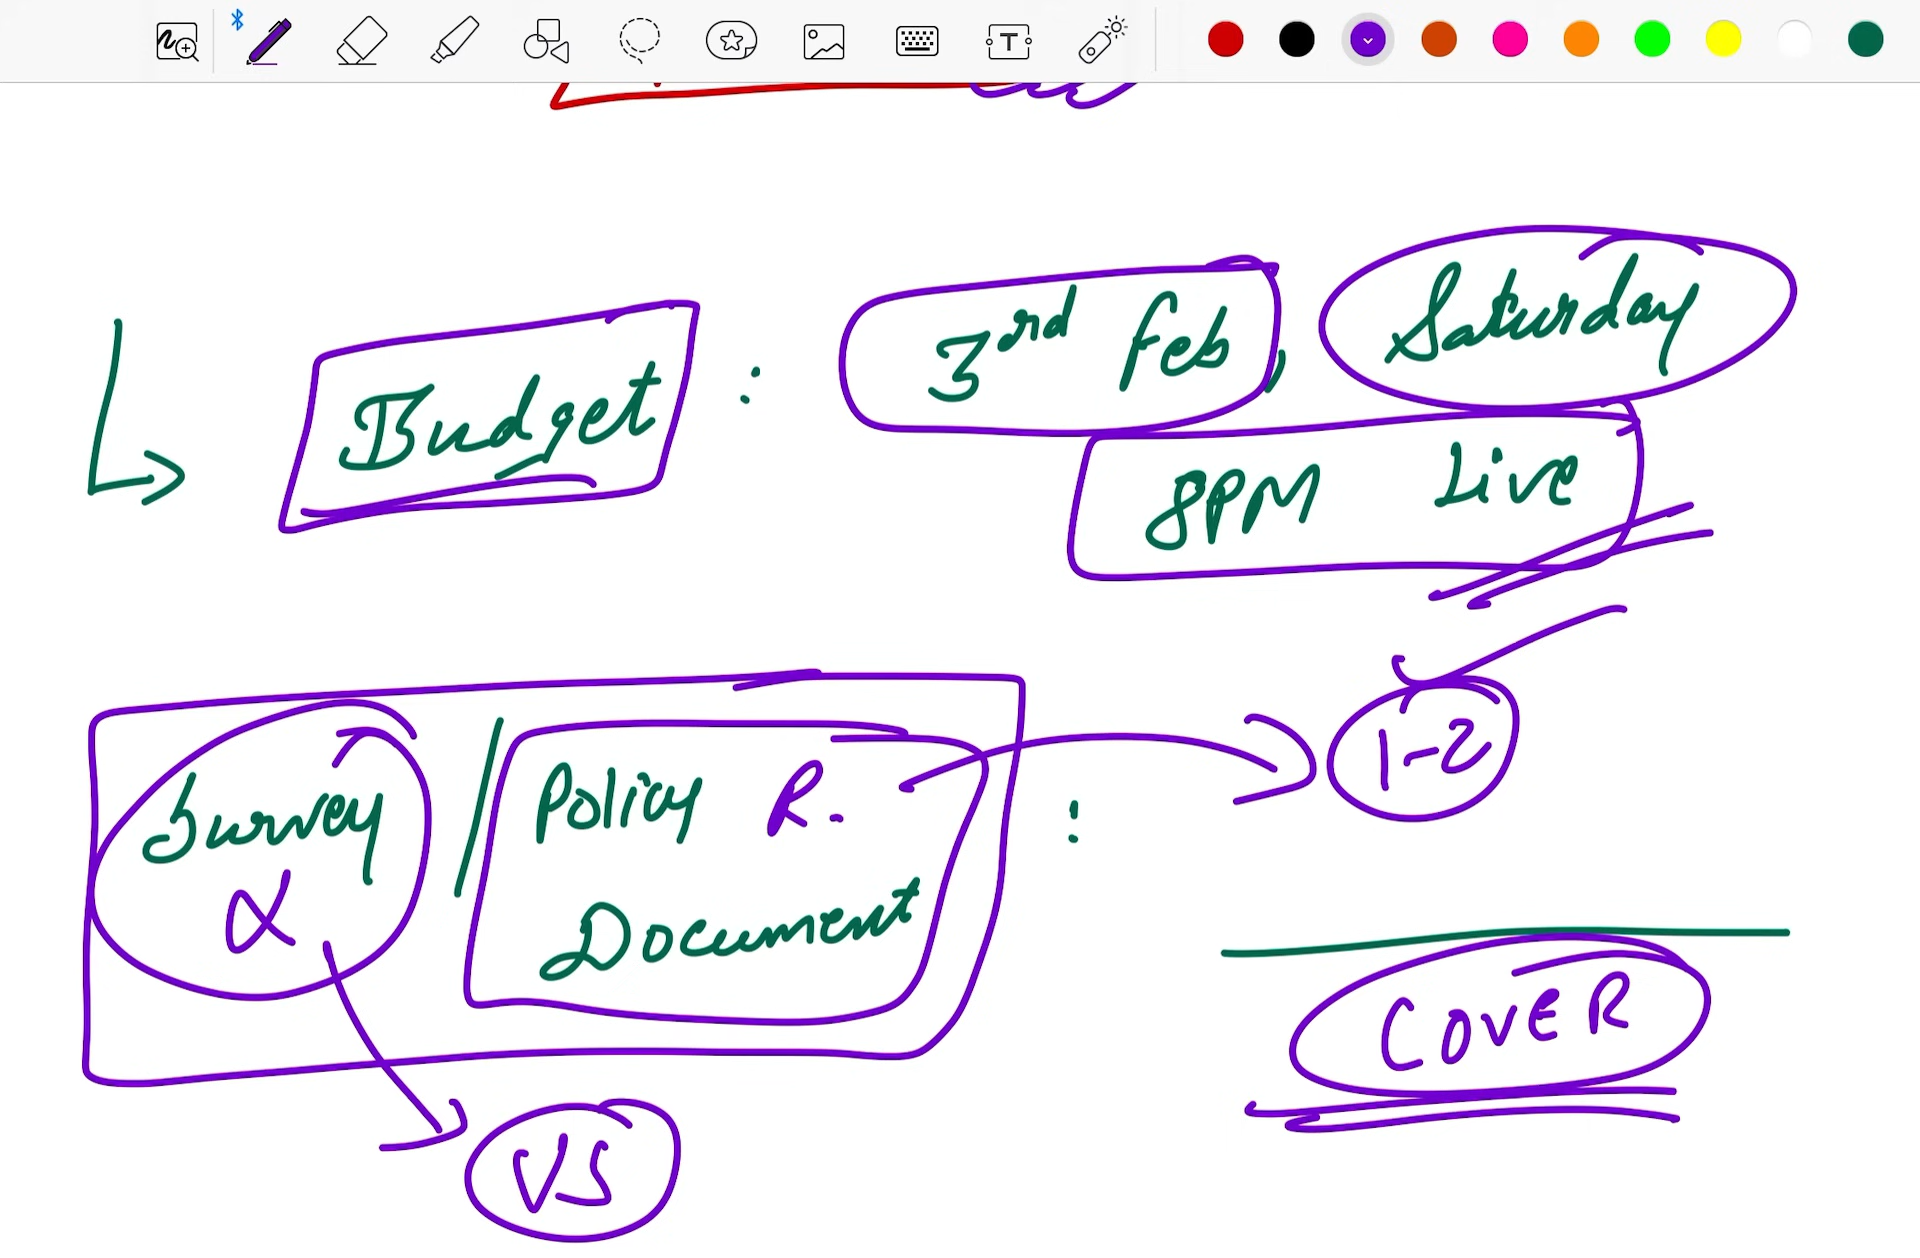 Budget : 3rd Feb, Saturday
8PM Live
Survey / Policy R. : 1-2
Document
COVER
VS